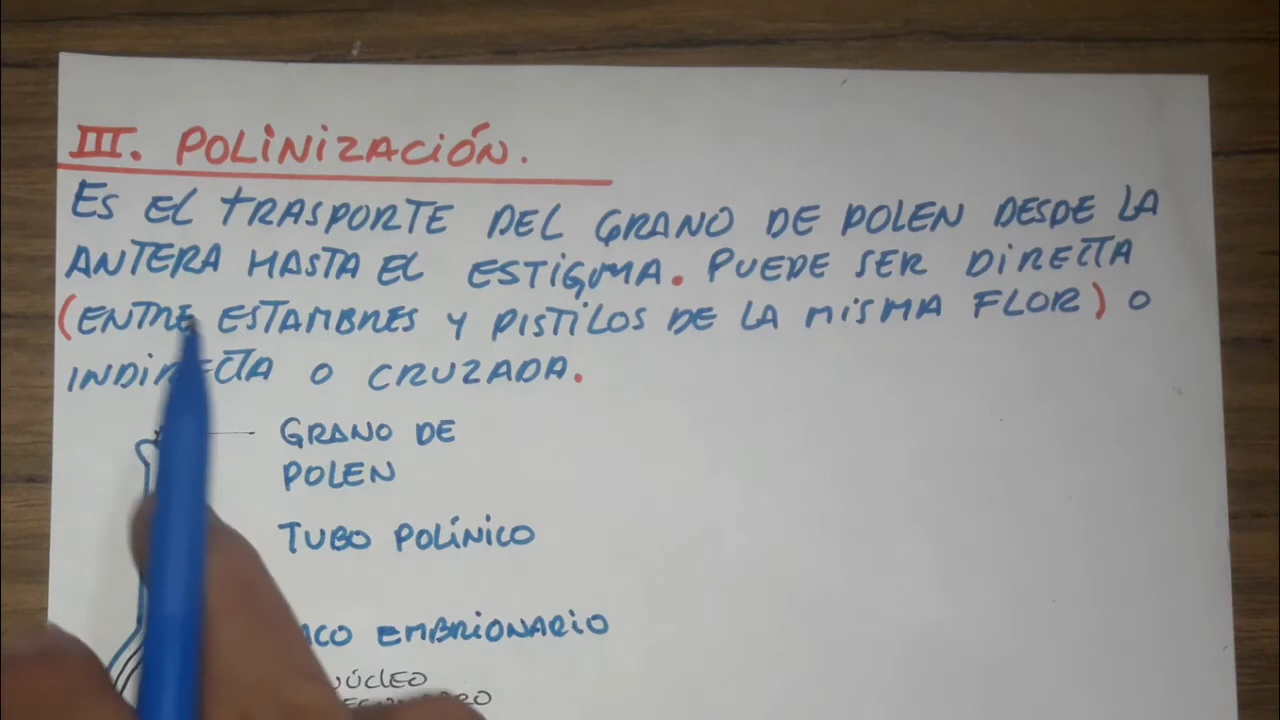 III. POLINIZACIÓN.
ES EL TRASPORTE DEL GRANO DE POLEN DESDE LA
ANTERA HASTA EL ESTIGMA. PUEDE SER DIRECTA
(ENTRE ESTAMBRES Y PISTILOS DE LA MISMA FLOR) O
INDIRECTA O CRUZADA.
GRANO DE
POLEN
TUBO POLÍNICO
EMBRIONARIO